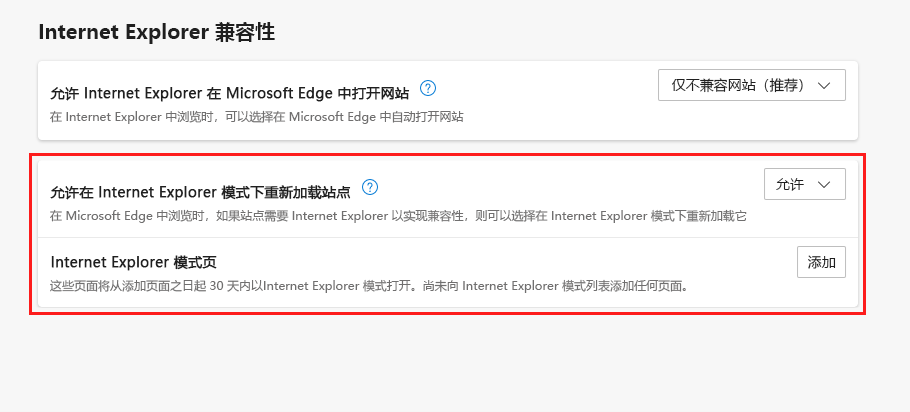 Internet Explorer 兼容性
允许 Internet Explorer 在 Microsoft Edge 中打开网站 ?
仅不兼容网站（推荐）
在 Internet Explorer 中浏览时，可以选择在 Microsoft Edge 中自动打开网站
允许在 Internet Explorer 模式下重新加载站点 ?
允许
在 Microsoft Edge 中浏览时，如果站点需要 Internet Explorer 以实现兼容性，则可以选择在 Internet Explorer 模式下重新加载它
Internet Explorer 模式页
添加
这些页面将从添加页面之日起 30 天内以Internet Explorer 模式打开。尚未向 Internet Explorer 模式列表添加任何页面。